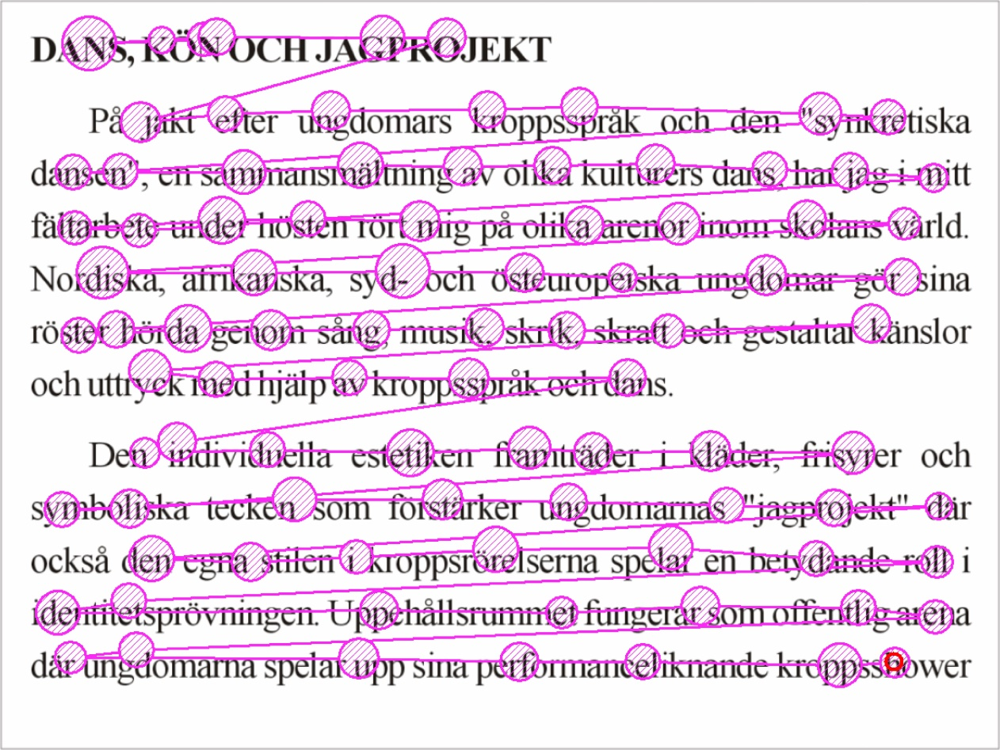 DANS, KÖN OCH JAGPROJEKT
På jakt efter ungdomars kroppsspråk och den "synkretiska
dansen", en sammansmältning av olika kulturers dans, har jag i mitt
fältarbete under hösten rört mig på olika arenor inom skolans värld.
Nordiska, afrikanska, syd- och östeuropeiska ungdomar gör sina
röster hörda genom sång, musik, skrik, skratt och gestaltar känslor
och uttryck med hjälp av kroppsspråk och dans.
Den individuella estetiken framträder i kläder, frisyrer och
symboliska tecken som förstärker ungdomarnas "jagprojekt" där
också den egna stilen i kroppsrörelserna spelar en betydande roll i
identitetsprövningen. Uppehållsrummet fungerar som offentlig arena
där ungdomarna spelar upp sina performanceliknande kroppsshower